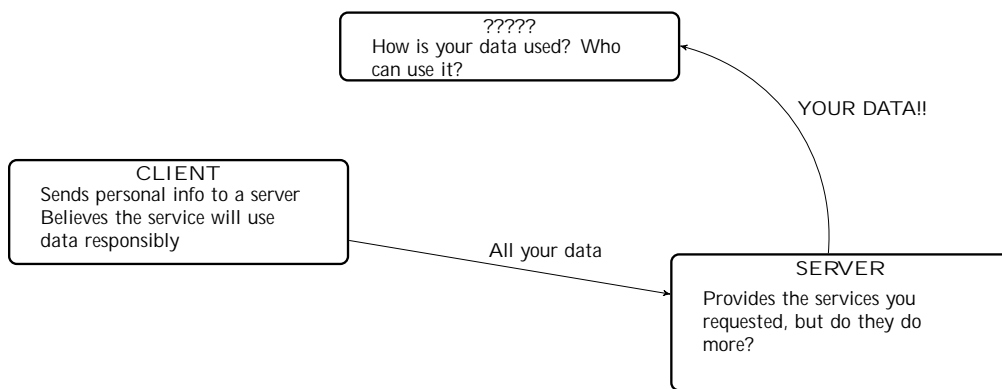 ?????
How is your data used? Who
can use it?
YOUR DATA!!
CLIENT
Sends personal info to a server
Believes the service will use
data responsibly
All your data
SERVER
Provides the services you
requested, but do they do
more?